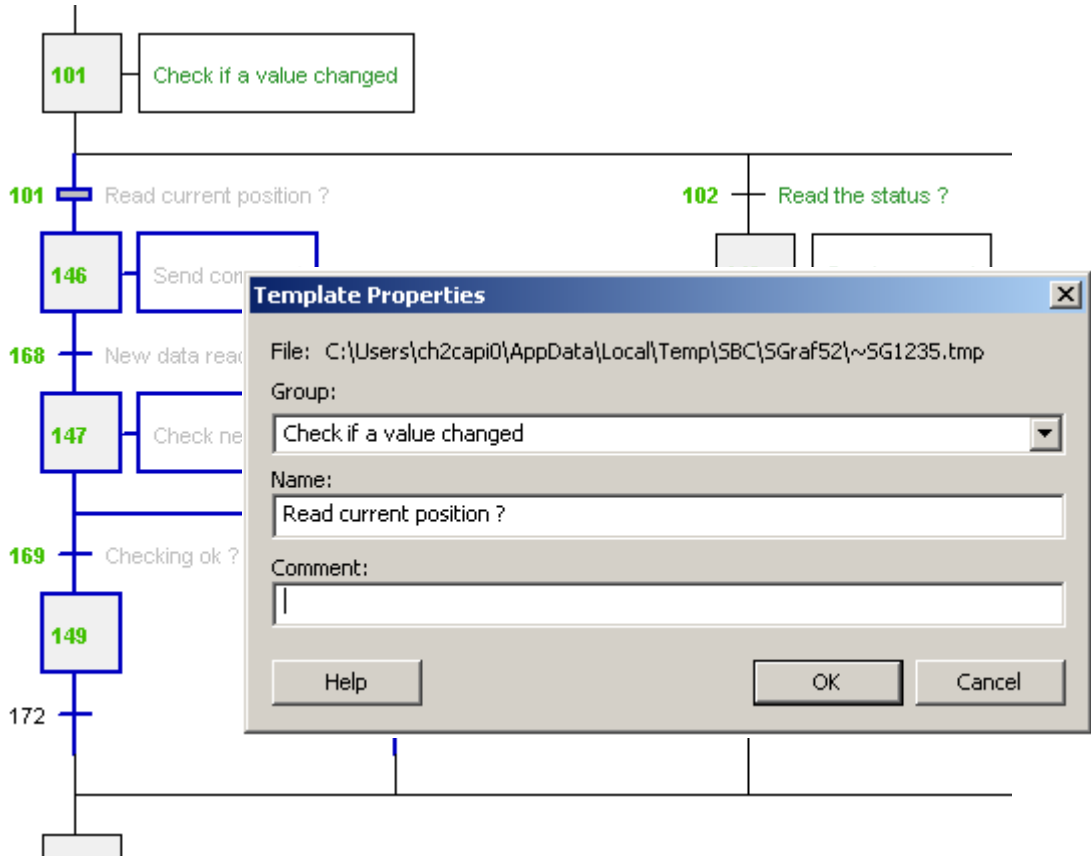 101 Check if a value changed
101 Read current position ?
102 Read the status ?
146 Send con
Template Properties
168 New data read
File: C:\Users\ch2capi0\AppData\Local\Temp\SBC\SGraf52\~SG1235.tmp
Group:
147 Check ne
Check if a value changed
Name:
Read current position ?
169 Checking ok ?
Comment:
149
Help OK Cancel
172